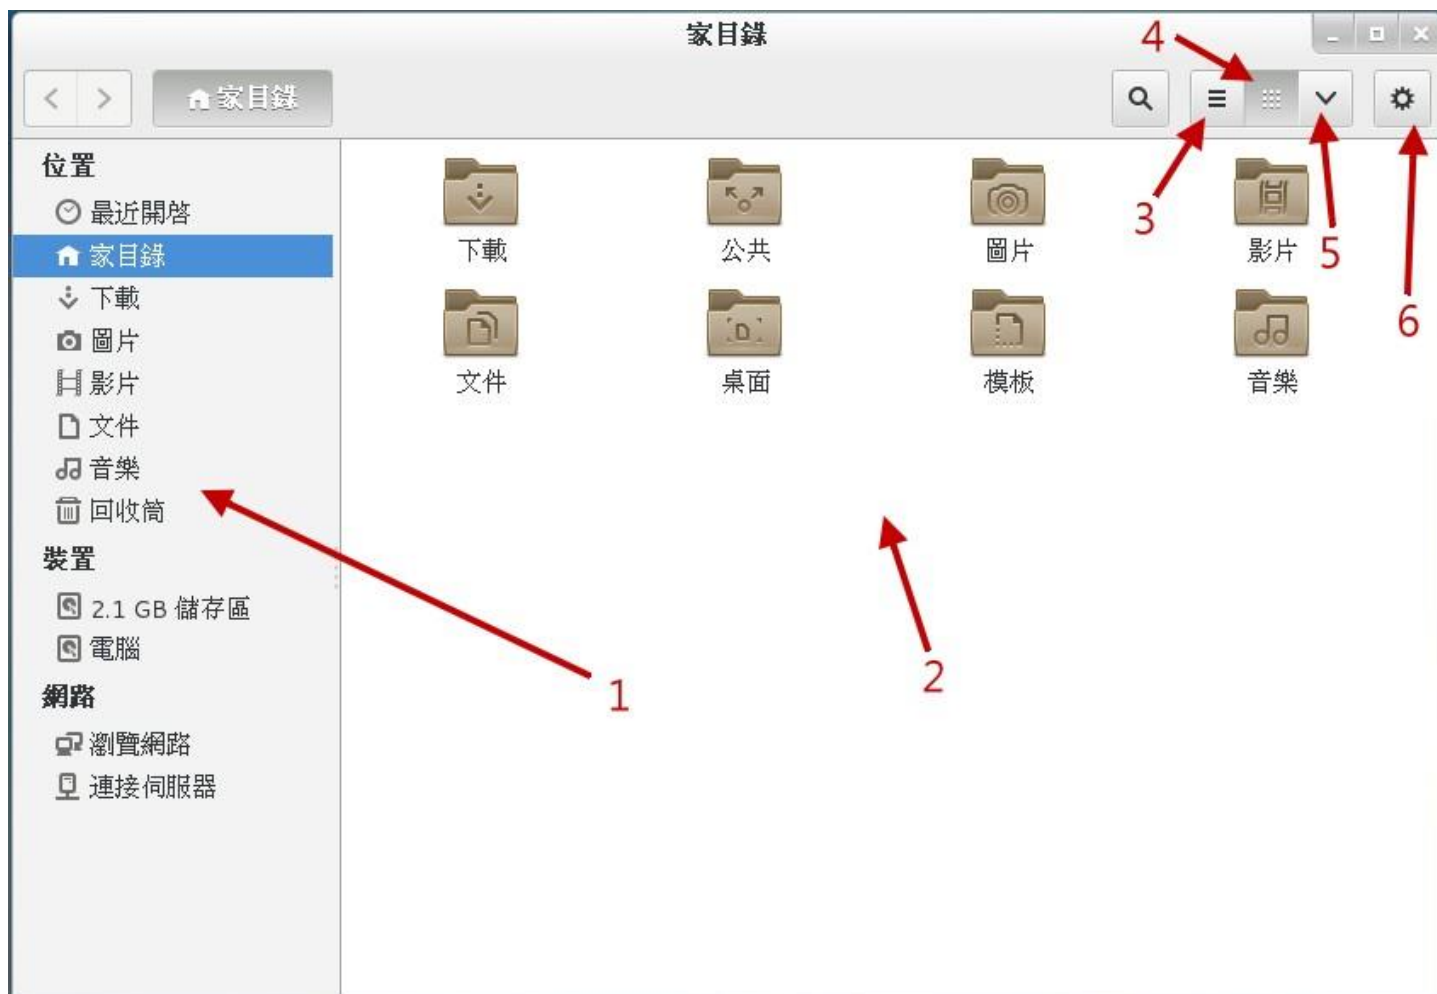 家目錄
4
家目錄
3
5
6
位置
最近開啓
家目錄
下載
圖片
影片
文件
音樂
回收筒
裝置
2.1 GB 儲存區
電腦
網路
瀏覽網路
連接伺服器
下載 公共 圖片 影片
文件 桌面 模板 音樂
1
2